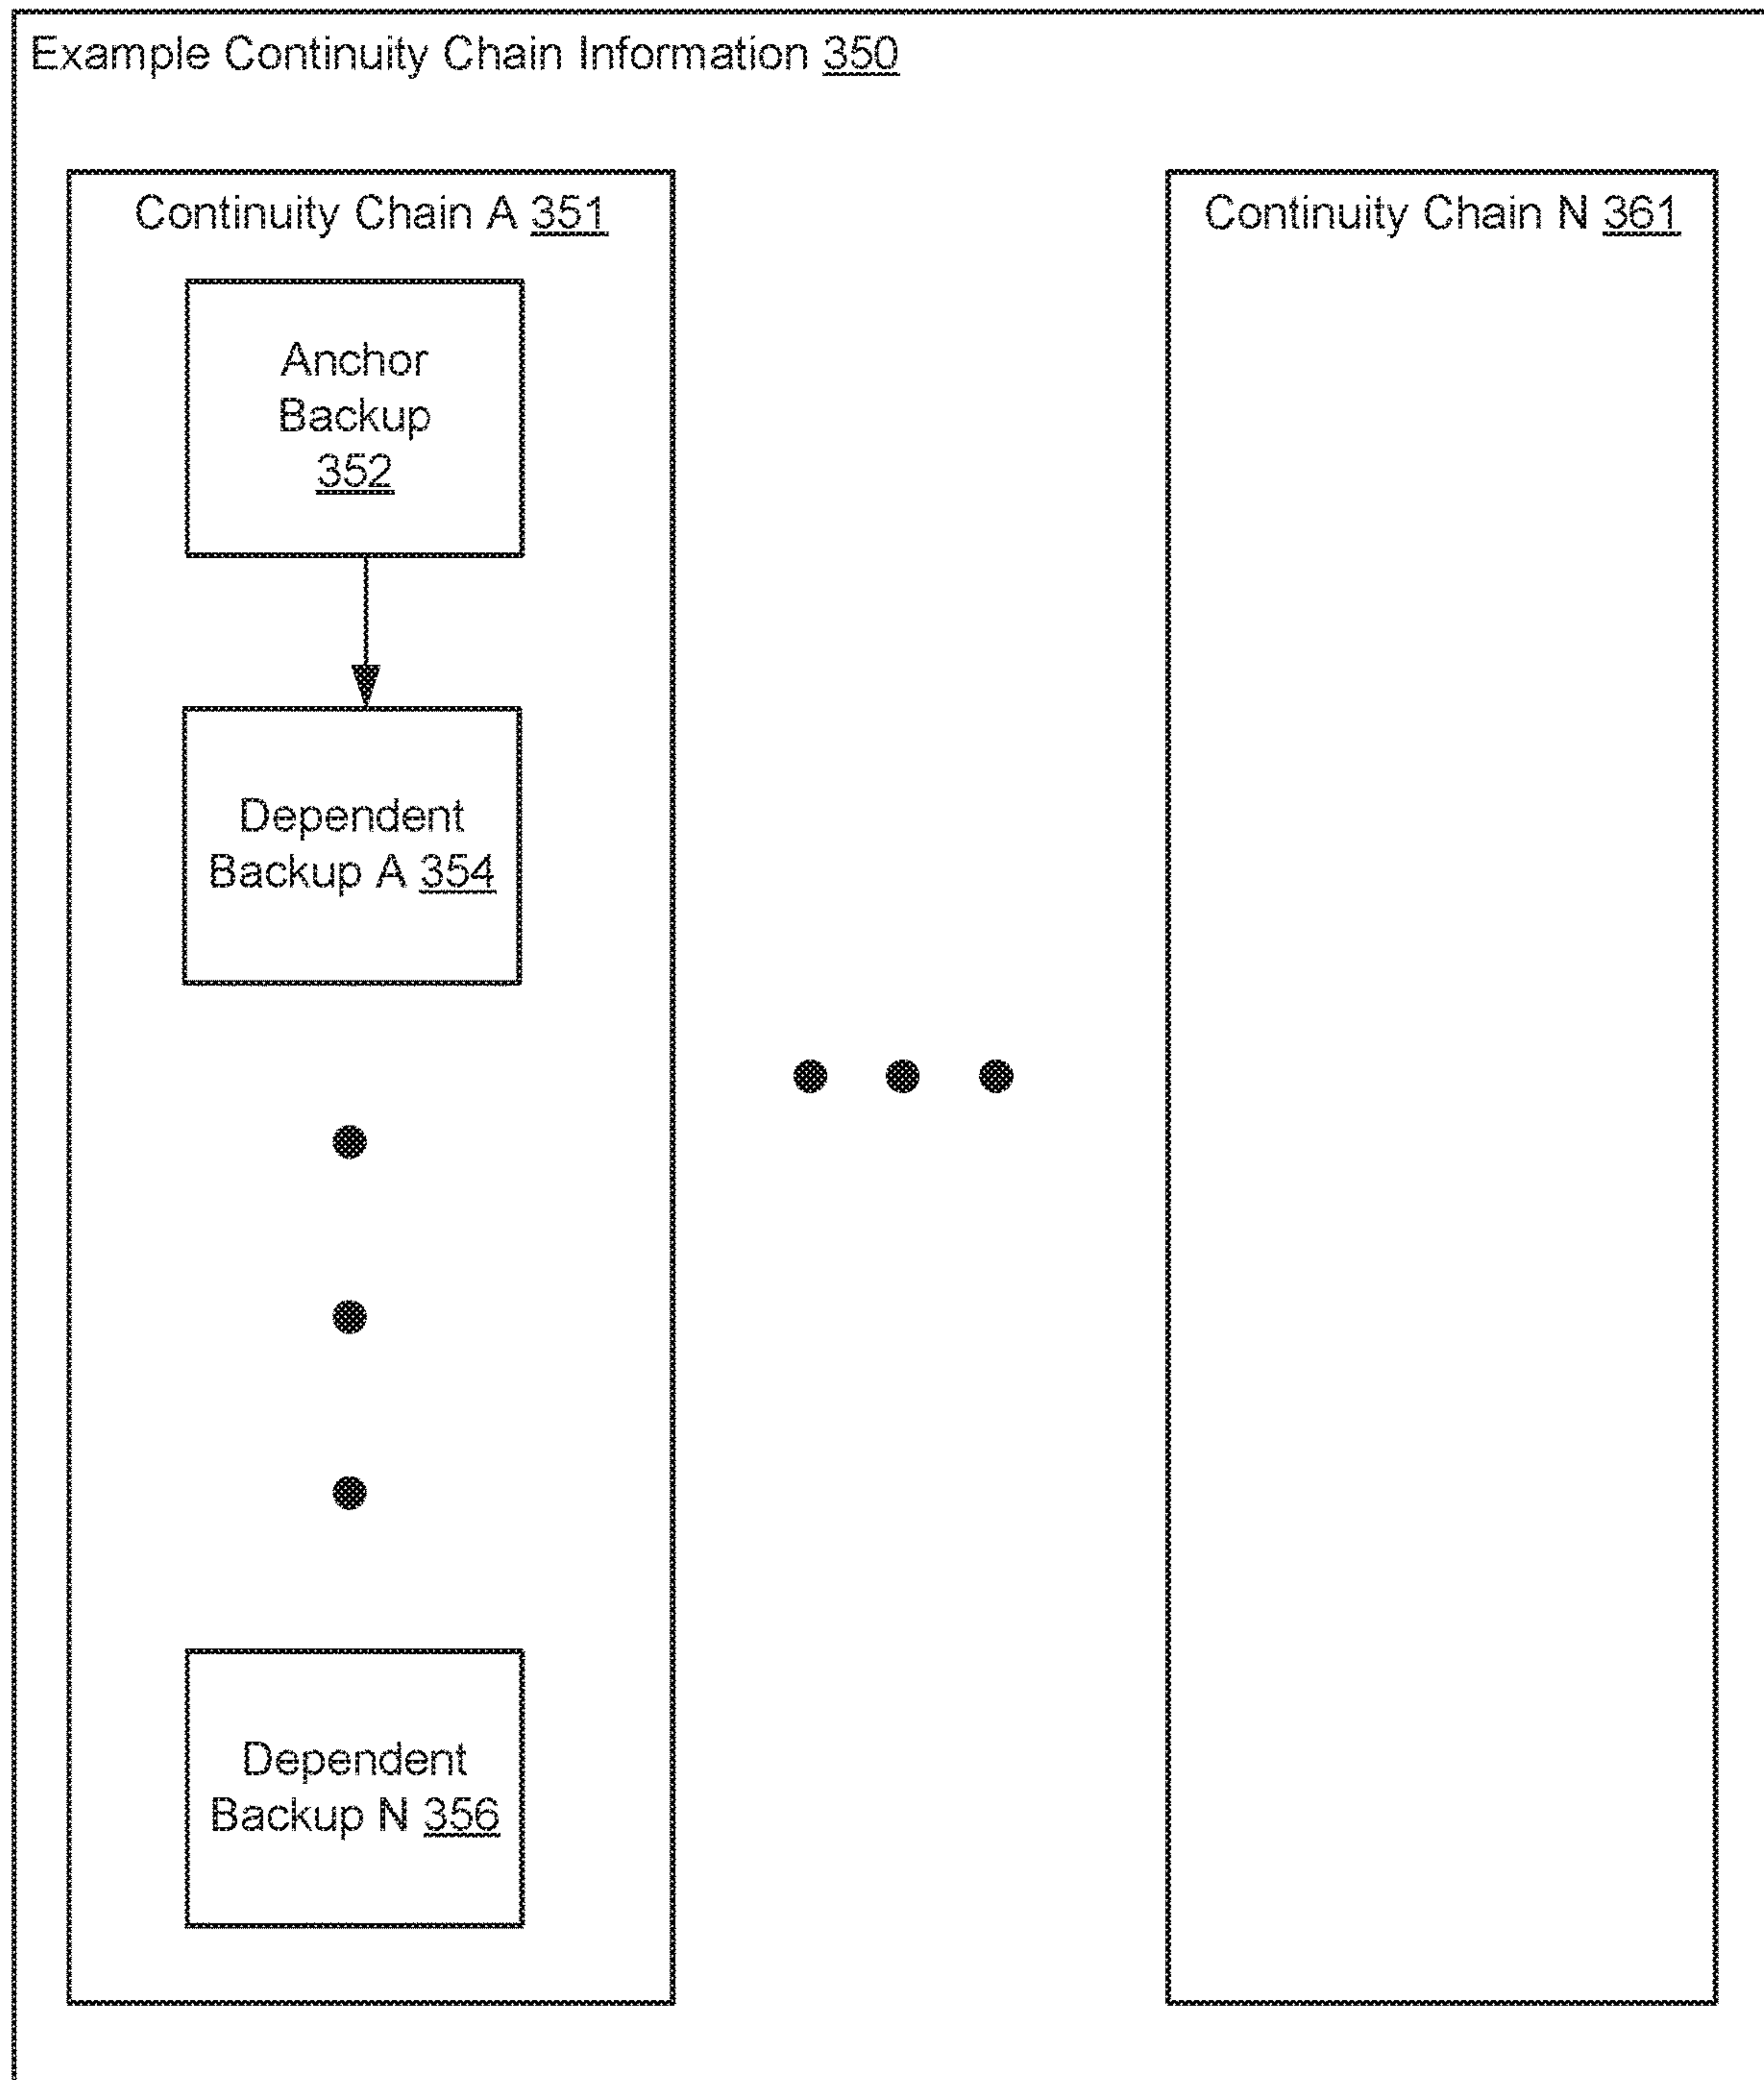 Example Continuity Chain Information 350
Continuity Chain A 351
Anchor
Backup
352
Dependent
Backup A 354
Dependent
Backup N 356
Continuity Chain N 361